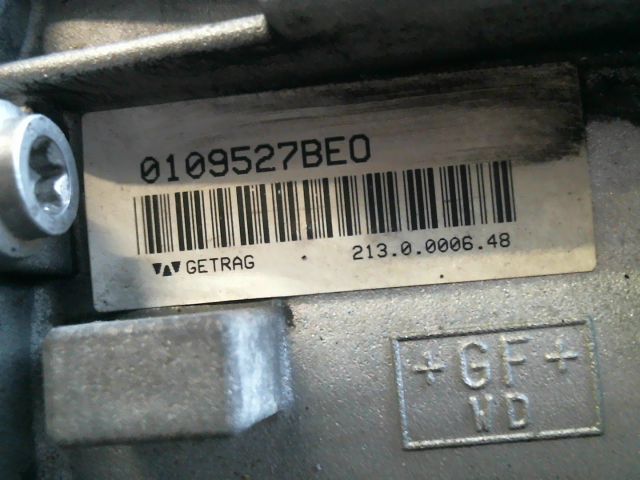 0109527BEO
GETRAG 213.0.0006.48
+GF+
WD